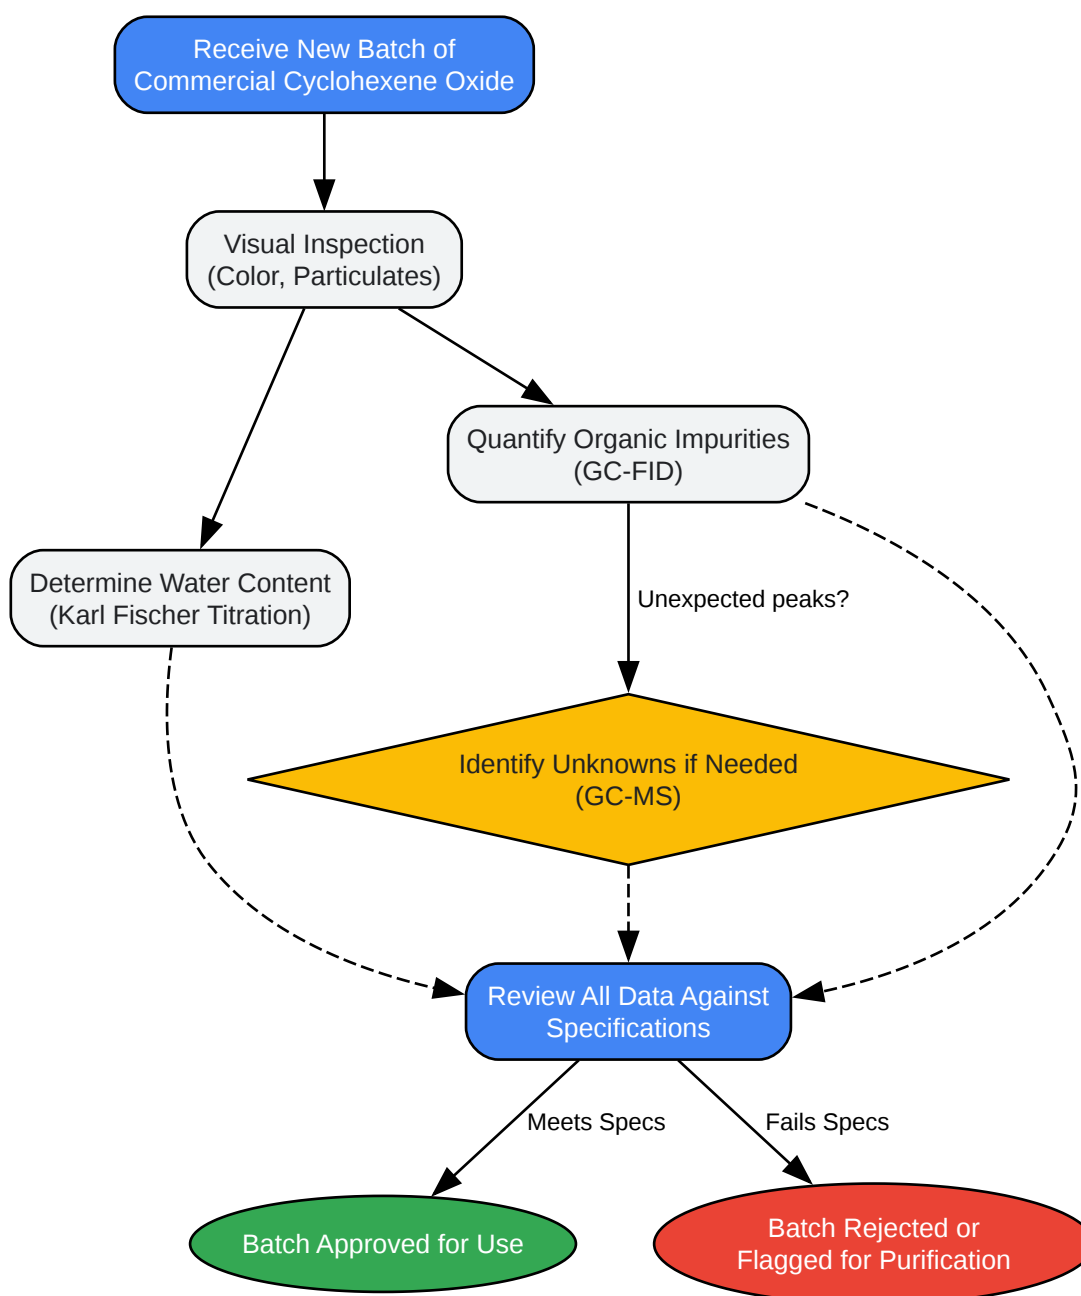 Receive New Batch of
Commercial Cyclohexene Oxide
Visual Inspection
(Color, Particulates)
Quantify Organic Impurities
(GC-FID)
Determine Water Content
(Karl Fischer Titration)
Unexpected peaks?
Identify Unknowns if Needed
(GC-MS)
Review All Data Against
Specifications
Meets Specs
Fails Specs
Batch Approved for Use
Batch Rejected or
Flagged for Purification